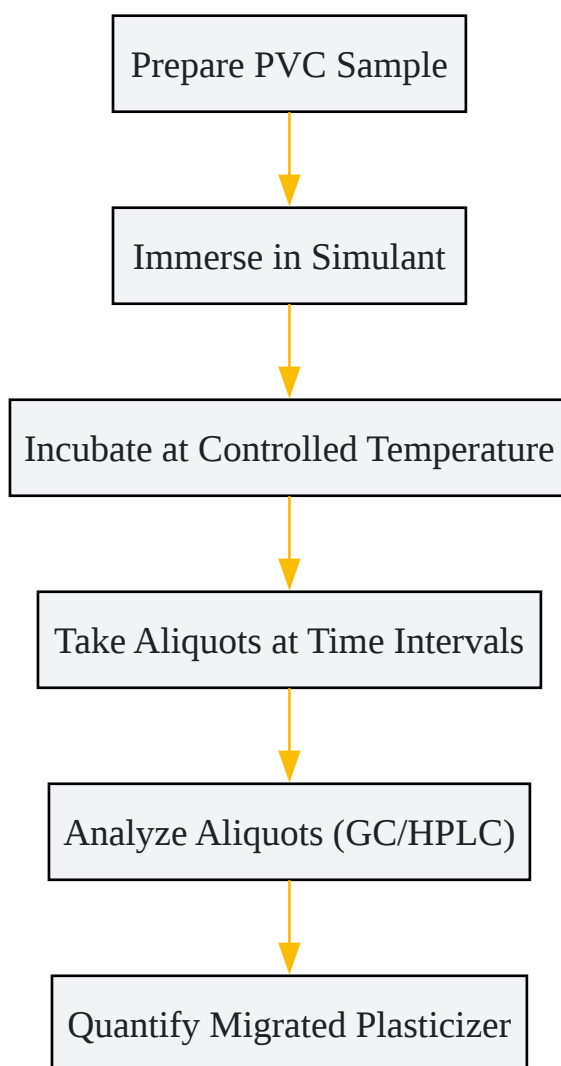 Prepare PVC Sample
Immerse in Simulant
Incubate at Controlled Temperature
Take Aliquots at Time Intervals
Analyze Aliquots (GC/HPLC)
Quantify Migrated Plasticizer